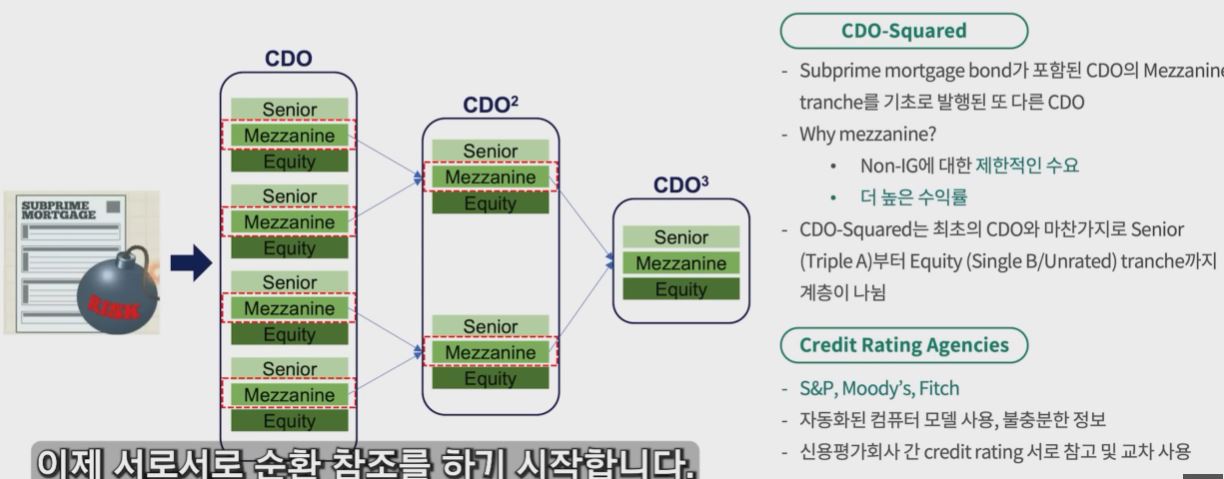 CDO
Senior
Mezzanine
Equity
Senior
Mezzanine
Equity
Senior
Mezzanine
Equity
Senior
Mezzanine
Equity
CDO²
Senior
Mezzanine
Equity
Senior
Mezzanine
Equity
CDO³
Senior
Mezzanine
Equity
SUBPRIME
MORTGAGE
RISK
CDO-Squared
- Subprime mortgage bond가 포함된 CDO의 Mezzanine
tranche를 기초로 발행된 또 다른 CDO
- Why mezzanine?
• Non-IG에 대한 제한적인 수요
• 더 높은 수익률
- CDO-Squared는 최초의 CDO와 마찬가지로 Senior
(Triple A)부터 Equity (Single B/Unrated) tranche까지
계층이 나뉨
Credit Rating Agencies
- S&P, Moody's, Fitch
- 자동화된 컴퓨터 모델 사용, 불충분한 정보
- 신용평가회사 간 credit rating 서로 참고 및 교차 사용
이제 서로서로 순환 참조를 하기 시작합니다.